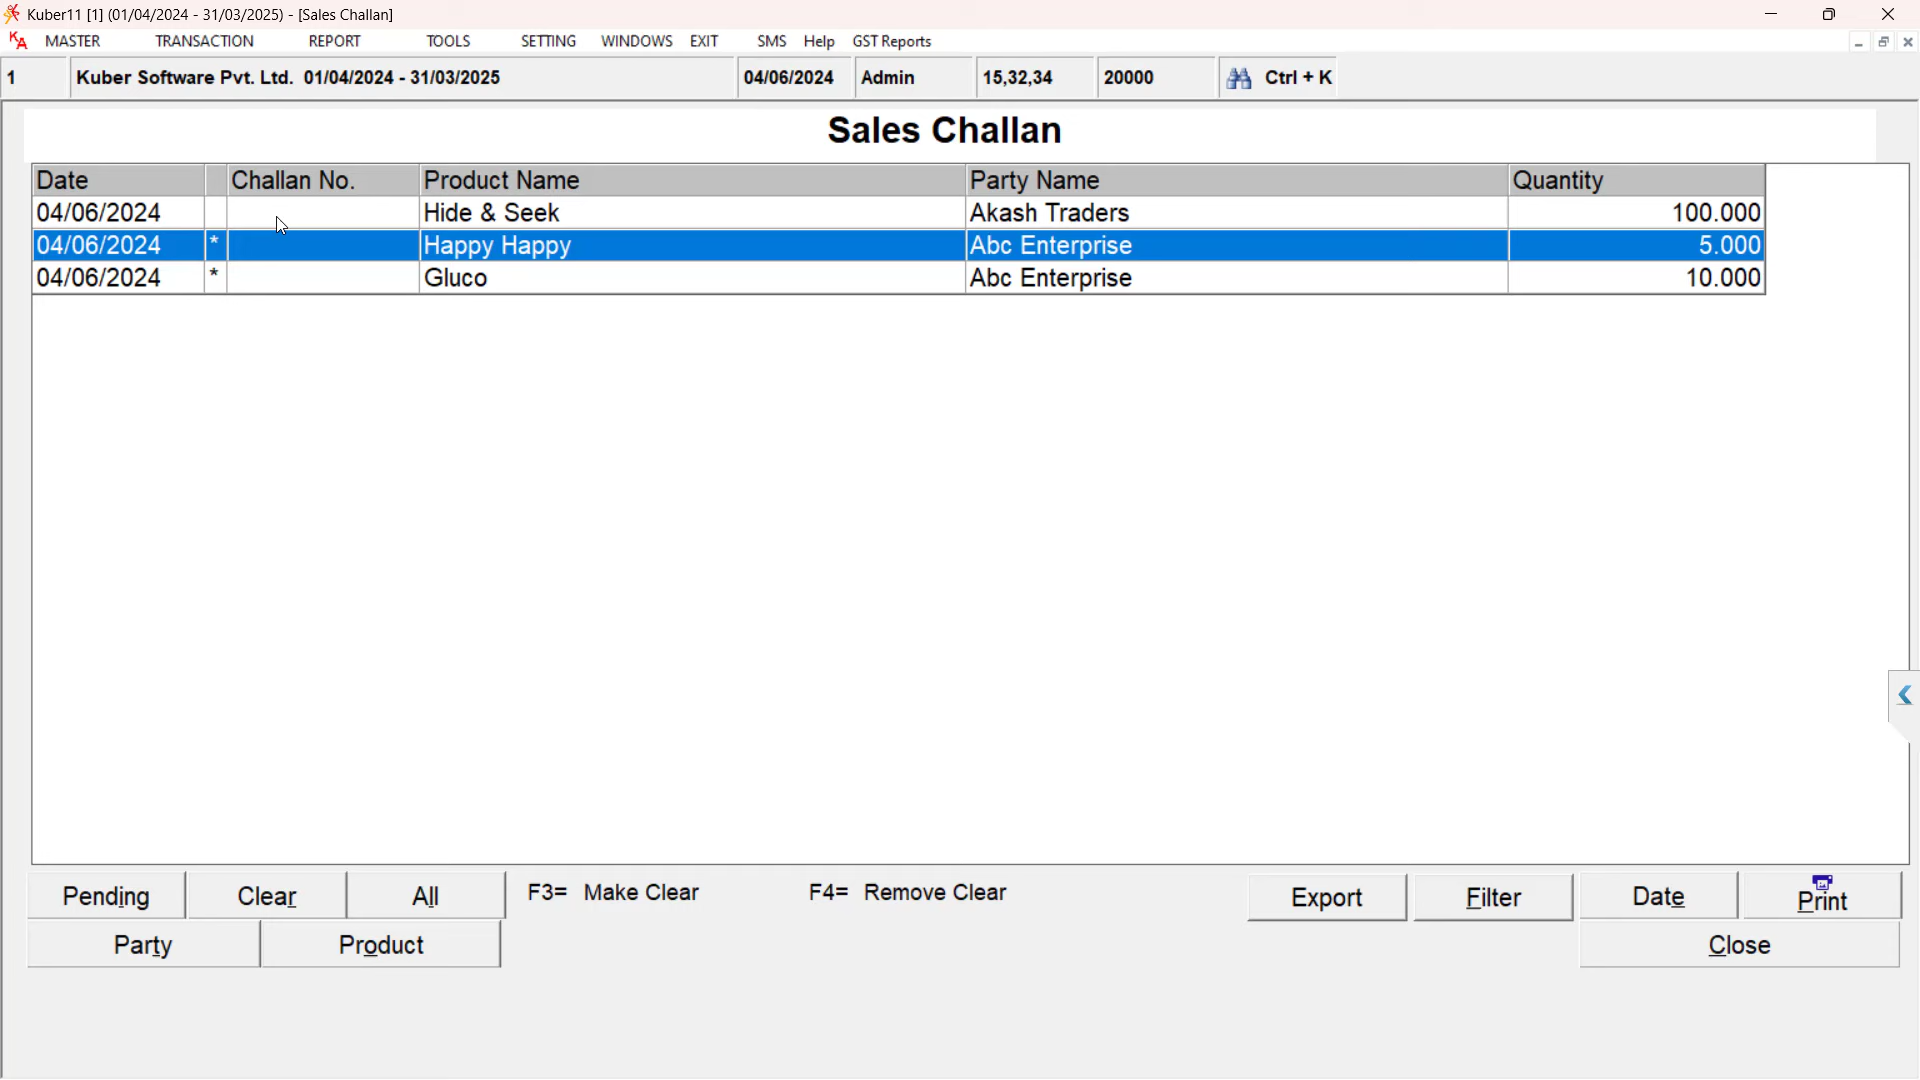 Kuber11 [1] (01/04/2024 - 31/03/2025) - [Sales Challan]
KA MASTER TRANSACTION REPORT TOOLS SETTING WINDOWS EXIT SMS Help GST Reports
1 Kuber Software Pvt. Ltd. 01/04/2024 - 31/03/2025 04/06/2024 Admin 15,32,34 20000 Ctrl + K
Sales Challan
Date Challan No. Product Name Party Name Quantity
04/06/2024 Hide & Seek Akash Traders 100.000
04/06/2024 * Happy Happy Abc Enterprise 5.000
04/06/2024 * Gluco Abc Enterprise 10.000
Pending Clear All F3= Make Clear F4= Remove Clear Export Filter Date Print
Party Product Close